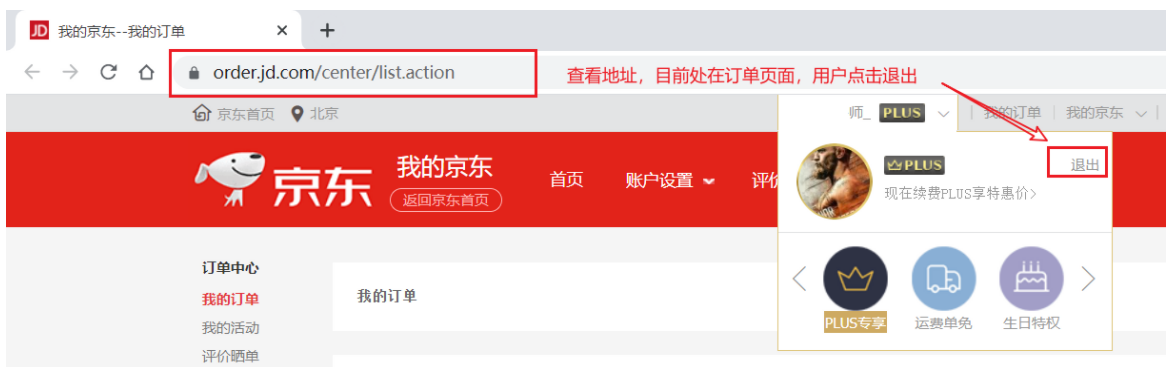 JD 我的京东--我的订单
order.jd.com/center/list.action
查看地址，目前处在订单页面，用户点击退出
京东首页 北京
师_ PLUS 我的订单 我的京东
京东 我的京东 首页 账户设置 评价
返回京东首页
PLUS 退出
现在续费PLUS享特惠价>
订单中心
我的订单
我的订单
我的活动
评价晒单
PLUS专享 运费单免 生日特权